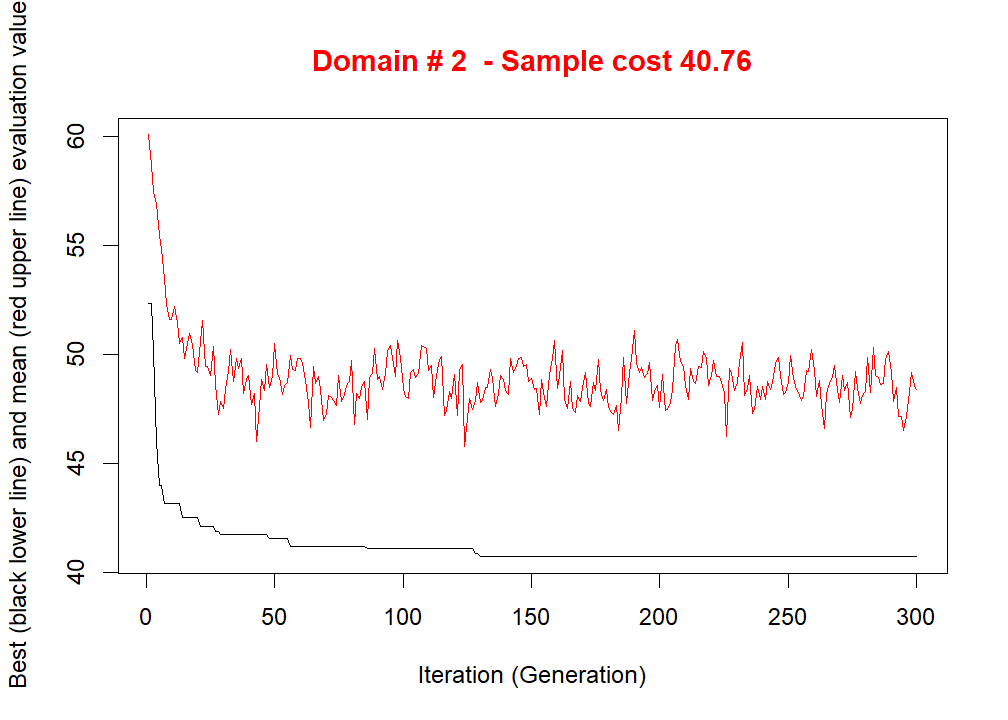 Domain # 2  - Sample cost 40.76
Best (black lower line) and mean (red upper line) evaluation value
60
55
50
45
40
0 50 100 150 200 250 300
Iteration (Generation)